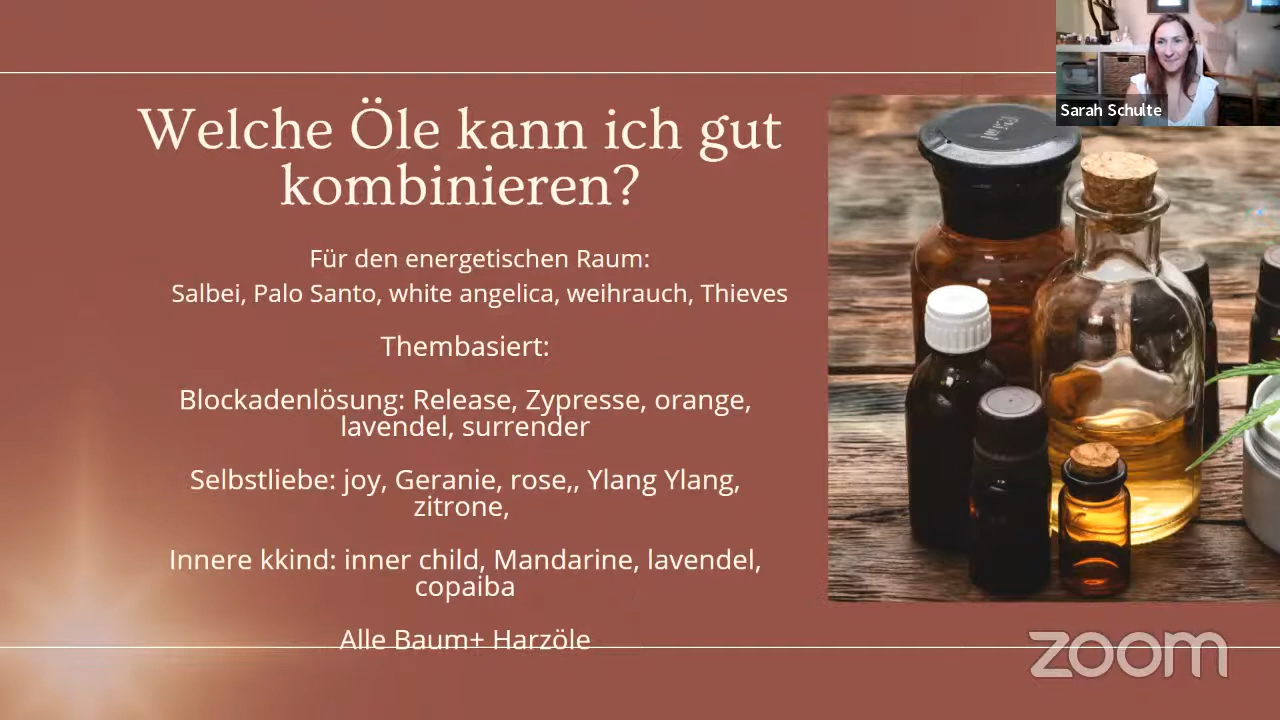 Sarah Schulte
Welche Öle kann ich gut
kombinieren?
Für den energetischen Raum:
Salbei, Palo Santo, white angelica, weihrauch, Thieves
Thembasiert:
Blockadenlösung: Release, Zypresse, orange,
lavendel, surrender
Selbstliebe: joy, Geranie, rose,, Ylang Ylang,
zitrone,
Innere kkind: inner child, Mandarine, lavendel,
copaiba
Alle Baum+ Harzöle
zoom